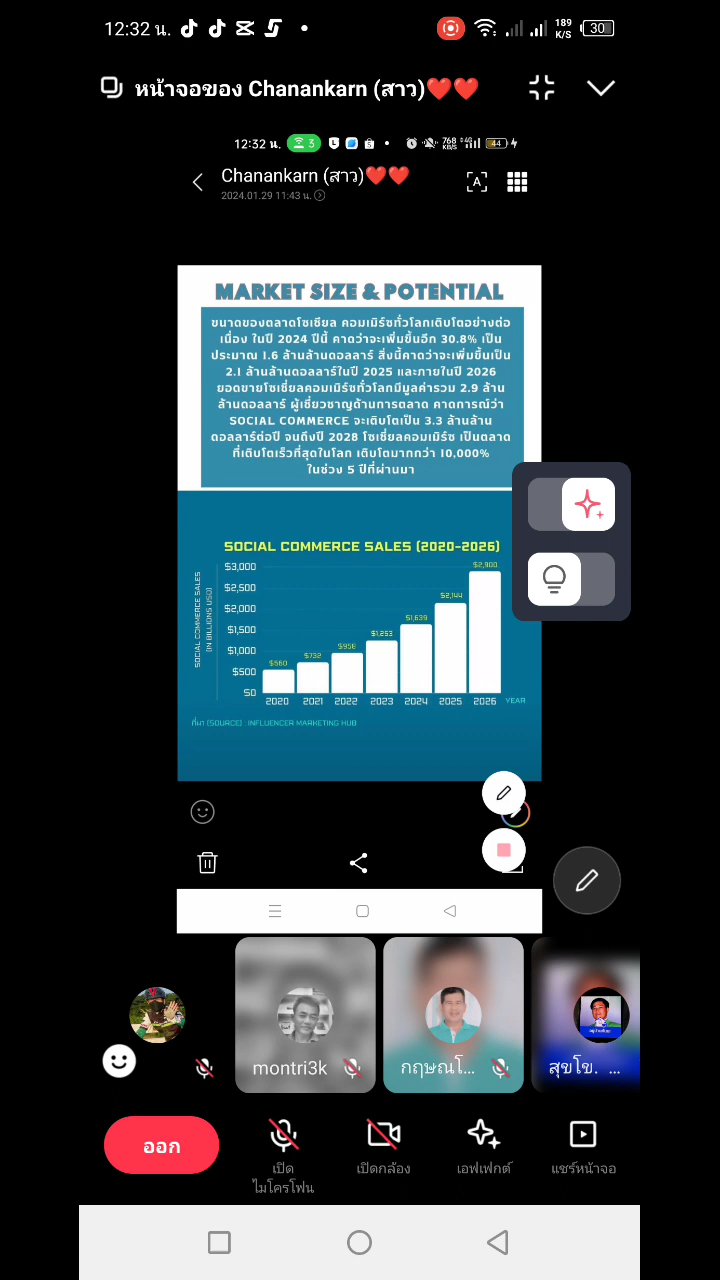 12:32 น.
189
K/S
30
หน้าจอของ Chanankarn (สาว)❤️❤️
12:32 น.
3
768
KB/S
4G
44
Chanankarn (สาว)❤️❤️
2024.01.29 11:43 น.
A
MARKET SIZE & POTENTIAL
ขนาดของตลาดโซเชียล คอมเมิร์ซทั่วโลกเติบโตอย่างต่อ
เนื่อง ในปี 2024 ปีนี้ คาดว่าจะเพิ่มขึ้นอีก 30.8% เป็น
ประมาณ 1.6 ล้านล้านดอลลาร์ สิ่งนี้คาดว่าจะเพิ่มขึ้นเป็น
2.1 ล้านล้านดอลลาร์ในปี 2025 และภายในปี 2026
ยอดขายโซเชี่ยลคอมเมิร์ซทั่วโลกมีมูลค่ารวม 2.9 ล้าน
ล้านดอลลาร์ ผู้เชี่ยวชาญด้านการตลาด คาดการณ์ว่า
SOCIAL COMMERCE จะเติบโตเป็น 3.3 ล้านล้าน
ดอลลาร์ต่อปี จนถึงปี 2028 โซเชี่ยลคอมเมิร์ซ เป็นตลาด
ที่เติบโตเร็วที่สุดในโลก เติบโตมากกว่า 10,000%
ในช่วง 5 ปีที่ผ่านมา
SOCIAL COMMERCE SALES (2020-2026)
SOCIAL COMMERCE SALES
(IN BILLIONS USD)
$3,000
$2,500
$2,000
$1,500
$1,000
$500
$0
$560
$732
$958
$1,253
$1,639
$2,144
$2,900
2020 2021 2022 2023 2024 2025 2026 YEAR
ที่มา (SOURCE) INFLUENCER MARKETING HUB
montri3k
กฤษณโ...
สุขโข. ...
ออก
เปิด
ไมโครโฟน
เปิดกล้อง
เอฟเฟกต์
แชร์หน้าจอ